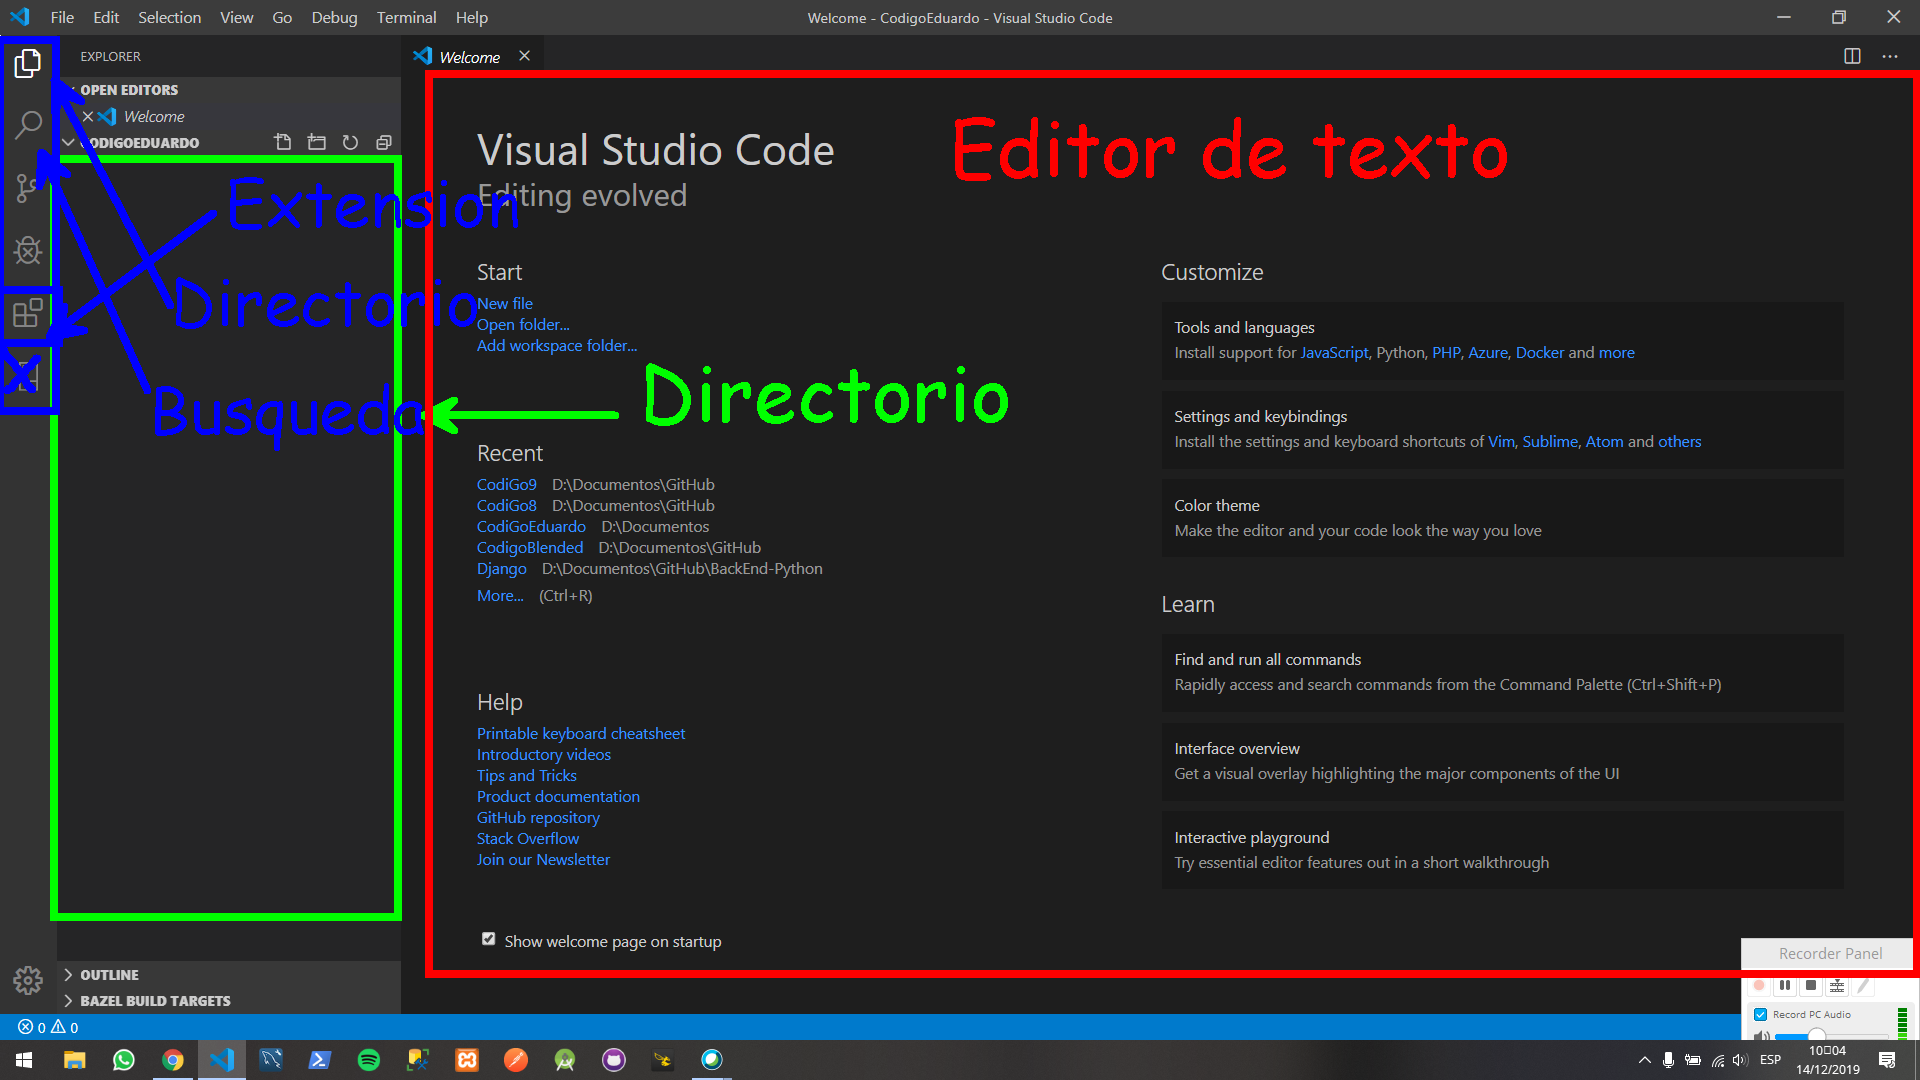 File Edit Selection View Go Debug Terminal Help
Welcome - CodigoEduardo - Visual Studio Code
EXPLORER
Welcome
OPEN EDITORS
Welcome
CODIGOEDUARDO
Visual Studio Code
Editing evolved
Editor de texto
Extension
Directorio
Busqueda
Directorio
Start
New file
Open folder...
Add workspace folder...
Recent
CodiGo9 D:\Documentos\GitHub
CodiGo8 D:\Documentos\GitHub
CodiGoEduardo D:\Documentos
CodigoBlended D:\Documentos\GitHub
Django D:\Documentos\GitHub\BackEnd-Python
More... (Ctrl+R)
Help
Printable keyboard cheatsheet
Introductory videos
Tips and Tricks
Product documentation
GitHub repository
Stack Overflow
Join our Newsletter
Show welcome page on startup
Customize
Tools and languages
Install support for JavaScript, Python, PHP, Azure, Docker and more
Settings and keybindings
Install the settings and keyboard shortcuts of Vim, Sublime, Atom and others
Color theme
Make the editor and your code look the way you love
Learn
Find and run all commands
Rapidly access and search commands from the Command Palette (Ctrl+Shift+P)
Interface overview
Get a visual overlay highlighting the major components of the UI
Interactive playground
Try essential editor features out in a short walkthrough
OUTLINE
BAZEL BUILD TARGETS
Recorder Panel
Record PC Audio
0 0
ESP
10▯04
14/12/2019